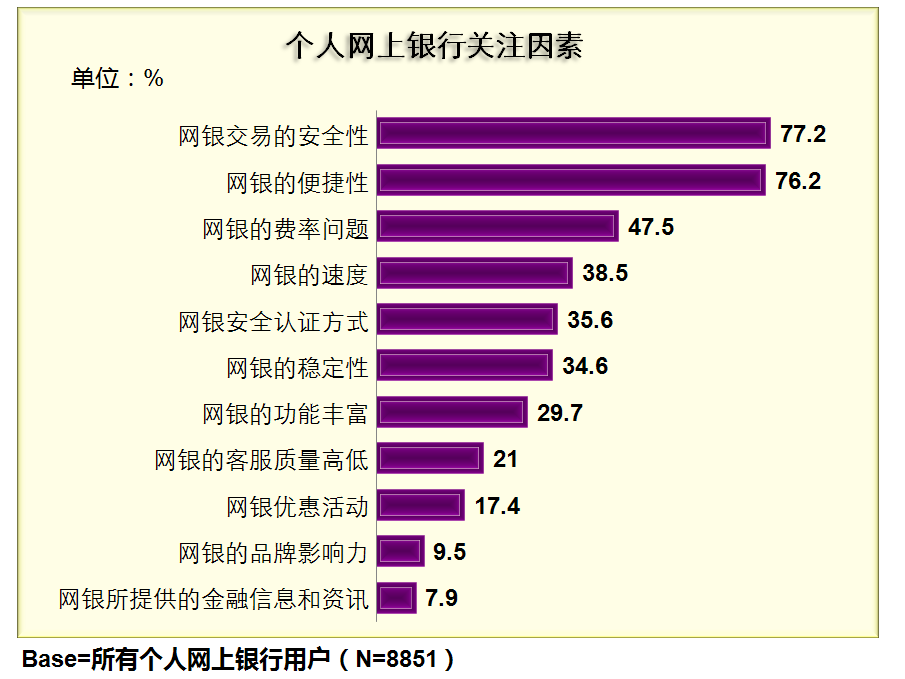 个人网上银行关注因素
单位：%
网银交易的安全性 77.2
网银的便捷性 76.2
网银的费率问题 47.5
网银的速度 38.5
网银安全认证方式 35.6
网银的稳定性 34.6
网银的功能丰富 29.7
网银的客服质量高低 21
网银优惠活动 17.4
网银的品牌影响力 9.5
网银所提供的金融信息和资讯 7.9
Base=所有个人网上银行用户（N=8851）